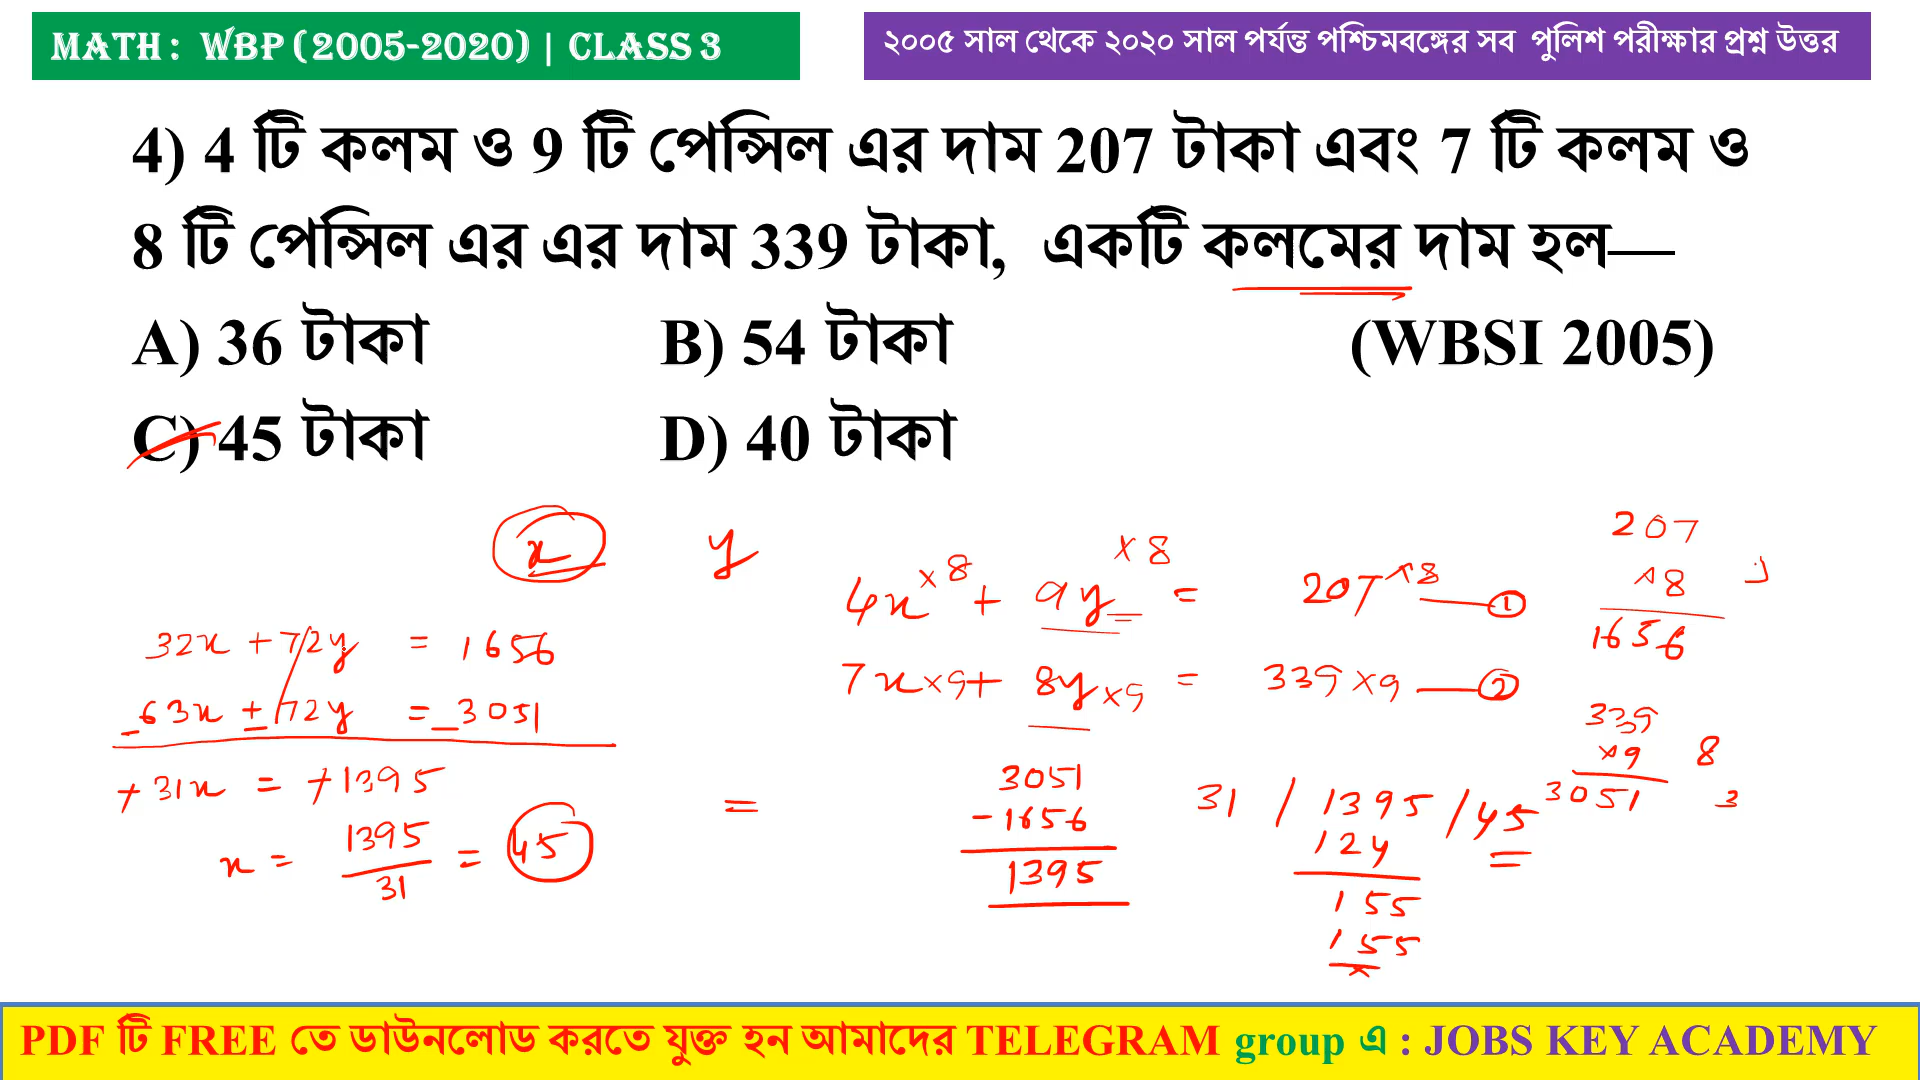 MATH : WBP (2005-2020) | CLASS 3
২০০৫ সাল থেকে ২০২০ সাল পর্যন্ত পশ্চিমবঙ্গের সব পুলিশ পরীক্ষার প্রশ্ন উত্তর
4) 4 টি কলম ও 9 টি পেন্সিল এর দাম 207 টাকা এবং 7 টি কলম ও
8 টি পেন্সিল এর এর দাম 339 টাকা, একটি কলমের দাম হল—
A) 36 টাকা B) 54 টাকা (WBSI 2005)
C) 45 টাকা D) 40 টাকা
x y
4x×8 + 9y×8 = 207×8 — ①
7x×9 + 8y×9 = 339×9 — ②
32x + 72y = 1656
-63x ± 72y = -3051
+31x = +1395
x = 1395/31 = 45
=
3051
-1656
1395
31 / 1395 / 45
124
155
155
×
207
×8
1656
339
×9 8
3051 3
PDF টি FREE তে ডাউনলোড করতে যুক্ত হন আমাদের TELEGRAM group এ : JOBS KEY ACADEMY